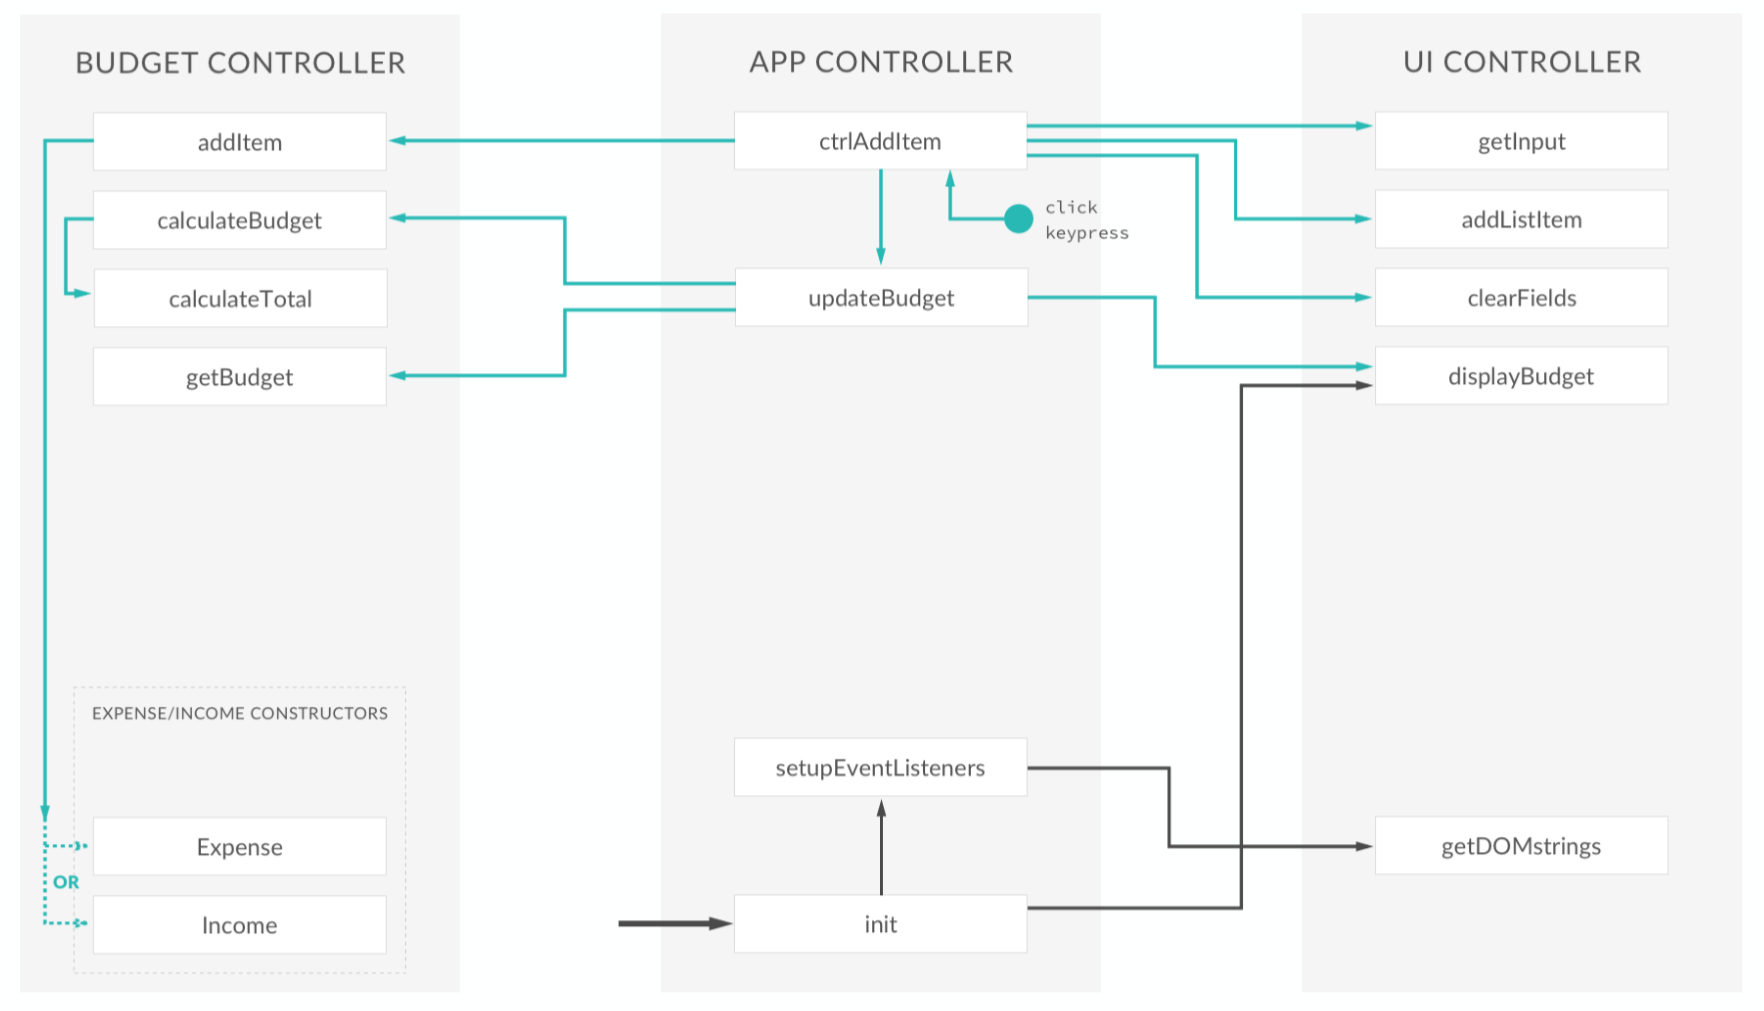 BUDGET CONTROLLER
addItem
calculateBudget
calculateTotal
getBudget
EXPENSE/INCOME CONSTRUCTORS
Expense
OR
Income
APP CONTROLLER
ctrlAddItem
click
keypress
updateBudget
setupEventListeners
init
UI CONTROLLER
getInput
addListItem
clearFields
displayBudget
getDOMstrings